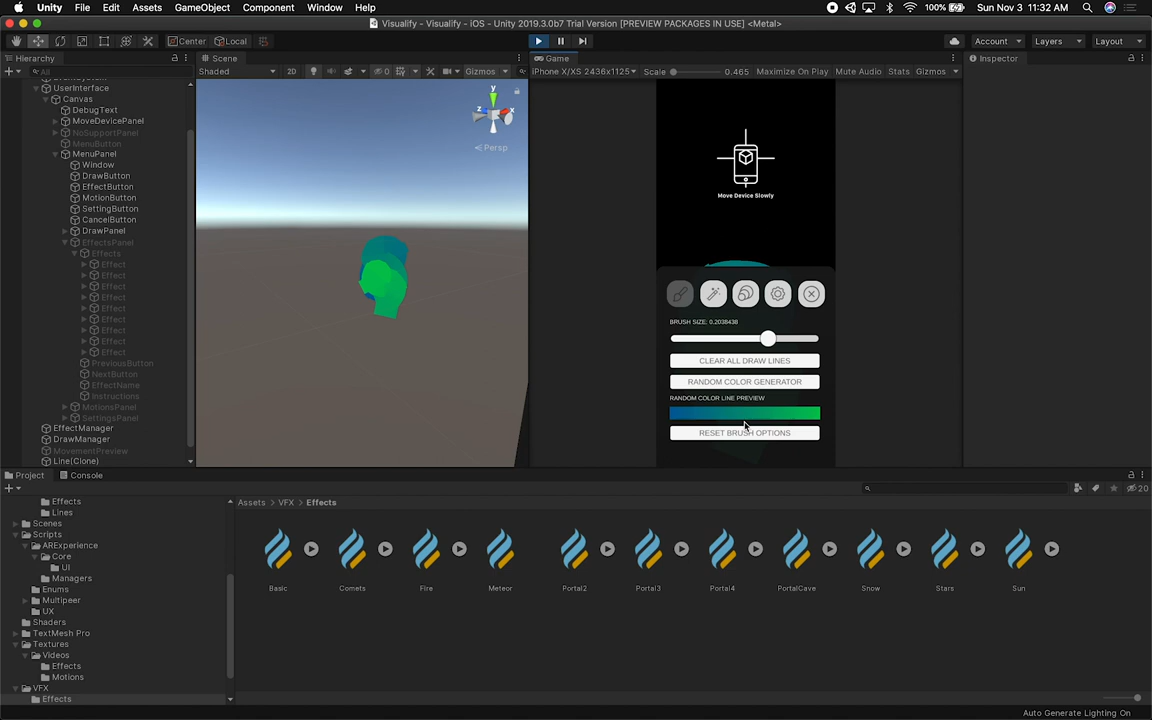 Unity File Edit Assets GameObject Component Window Help 100% Sun Nov 3 11:32 AM
Visualify - Visualify - iOS - Unity 2019.3.0b7 Trial Version [PREVIEW PACKAGES IN USE] <Metal>
Center Local Account Layers Layout
Hierarchy Scene Game Inspector
All Shaded 2D 0 Gizmos iPhone X/XS 2436x1125 Scale 0.465 Maximize On Play Mute Audio Stats Gizmos
UserInterface
Canvas
DebugText
MoveDevicePanel
NoSupportPanel
MenuButton
MenuPanel
Window
DrawButton
EffectButton
MotionButton
SettingButton
CancelButton
DrawPanel
EffectsPanel
Effects
Effect
Effect
Effect
Effect
Effect
Effect
Effect
Effect
Effect
PreviousButton
NextButton
EffectName
Instructions
MotionsPanel
SettingsPanel
EffectManager
DrawManager
MovementPreview
Line(Clone)
y
z x
Persp
Move Device Slowly
BRUSH SIZE: 0.2038438
CLEAR ALL DRAW LINES
RANDOM COLOR GENERATOR
RANDOM COLOR LINE PREVIEW
RESET BRUSH OPTIONS
Project Console
20
Effects
Lines
Scenes
Scripts
ARExperience
Core
UI
Managers
Enums
Multipeer
UX
Shaders
TextMesh Pro
Textures
Videos
Effects
Motions
VFX
Effects
Assets > VFX > Effects
Basic Comets Fire Meteor Portal2 Portal3 Portal4 PortalCave Snow Stars Sun
Auto Generate Lighting On